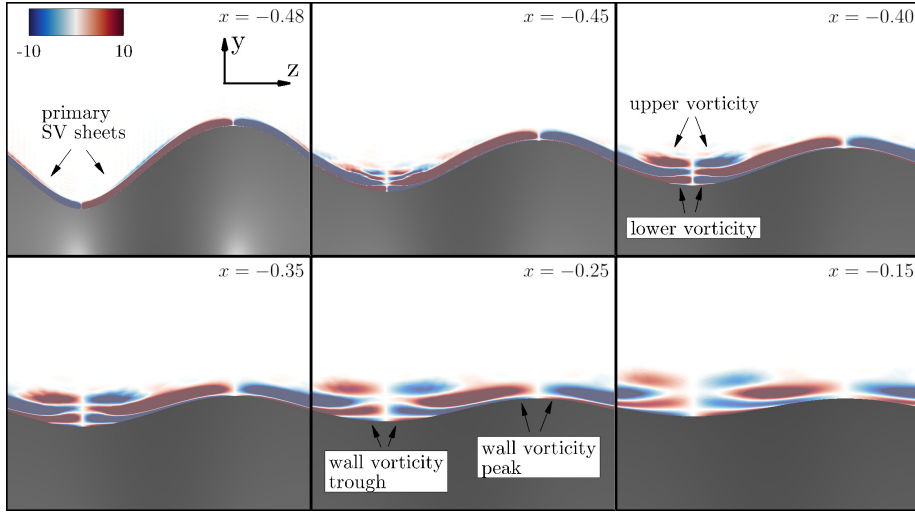 -10
10
y
z
primary
SV sheets
x = −0.48
x = −0.45
x = −0.40
upper vorticity
lower vorticity
x = −0.35
x = −0.25
wall vorticity
trough
wall vorticity
peak
x = −0.15